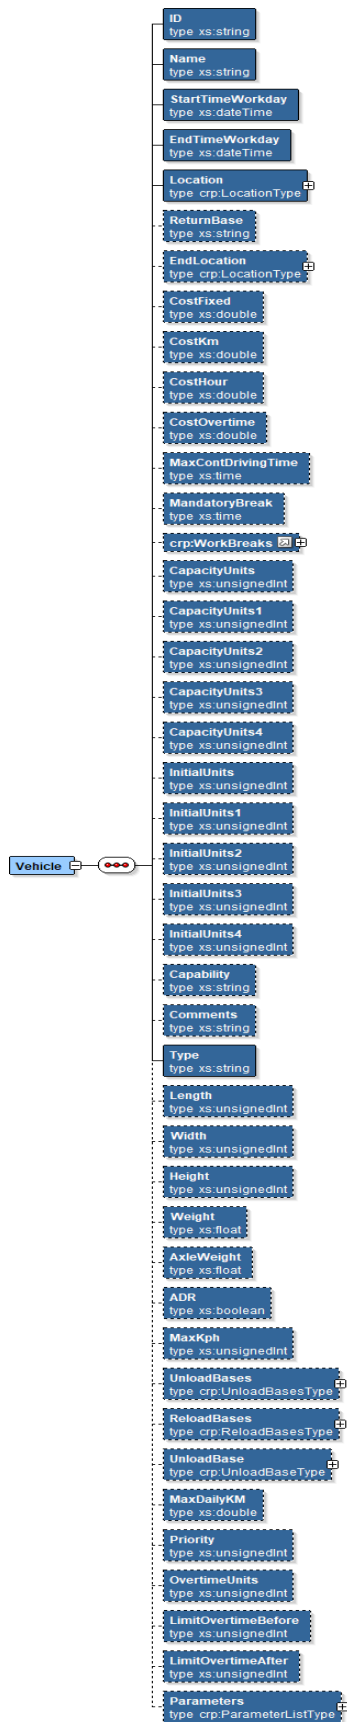 ID
type xs:string
Name
type xs:string
StartTimeWorkday
type xs:dateTime
EndTimeWorkday
type xs:dateTime
Location
type crp:LocationType
ReturnBase
type xs:string
EndLocation
type crp:LocationType
CostFixed
type xs:double
CostKm
type xs:double
CostHour
type xs:double
CostOvertime
type xs:double
MaxContDrivingTime
type xs:time
MandatoryBreak
type xs:time
crp:WorkBreaks
CapacityUnits
type xs:unsignedInt
CapacityUnits1
type xs:unsignedInt
CapacityUnits2
type xs:unsignedInt
CapacityUnits3
type xs:unsignedInt
CapacityUnits4
type xs:unsignedInt
InitialUnits
type xs:unsignedInt
InitialUnits1
type xs:unsignedInt
InitialUnits2
type xs:unsignedInt
Vehicle
InitialUnits3
type xs:unsignedInt
InitialUnits4
type xs:unsignedInt
Capability
type xs:string
Comments
type xs:string
Type
type xs:string
Length
type xs:unsignedInt
Width
type xs:unsignedInt
Height
type xs:unsignedInt
Weight
type xs:float
AxleWeight
type xs:float
ADR
type xs:boolean
MaxKph
type xs:unsignedInt
UnloadBases
type crp:UnloadBasesType
ReloadBases
type crp:ReloadBasesType
UnloadBase
type crp:UnloadBaseType
MaxDailyKM
type xs:double
Priority
type xs:unsignedInt
OvertimeUnits
type xs:unsignedInt
LimitOvertimeBefore
type xs:unsignedInt
LimitOvertimeAfter
type xs:unsignedInt
Parameters
type crp:ParameterListType